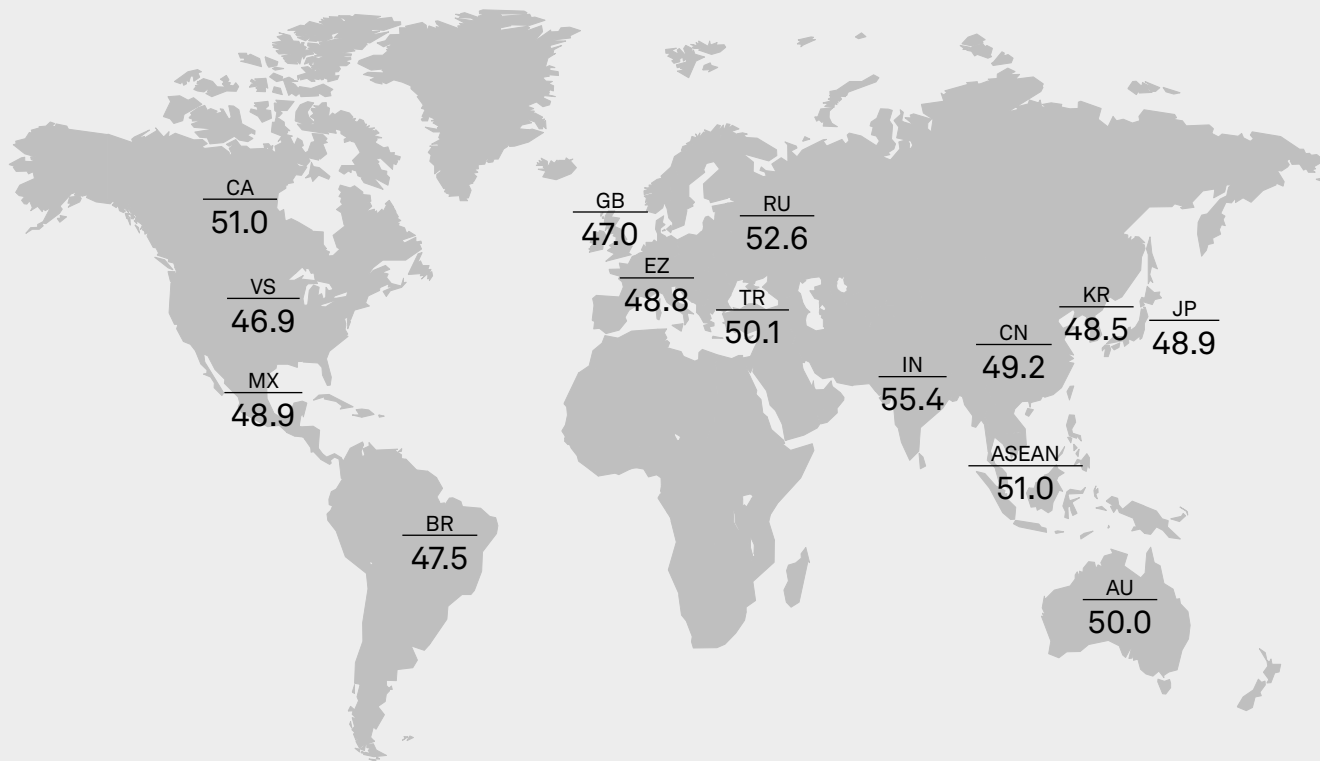 CA
51.0
GB
47.0
RU
52.6
EZ
48.8
VS
46.9
TR
50.1
KR
48.5
JP
48.9
CN
49.2
IN
55.4
MX
48.9
ASEAN
51.0
BR
47.5
AU
50.0